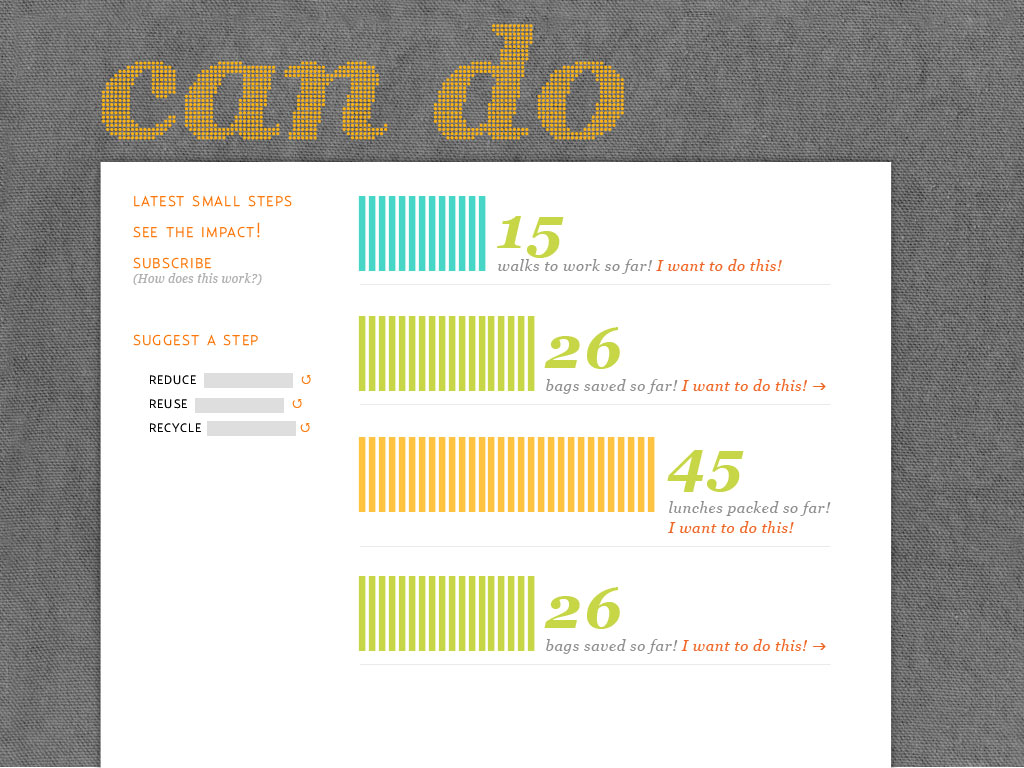 can do
LATEST SMALL STEPS
SEE THE IMPACT!
SUBSCRIBE
(How does this work?)
SUGGEST A STEP
REDUCE ↺
REUSE ↺
RECYCLE ↺
15
walks to work so far! I want to do this!
26
bags saved so far! I want to do this! →
45
lunches packed so far!
I want to do this!
26
bags saved so far! I want to do this! →